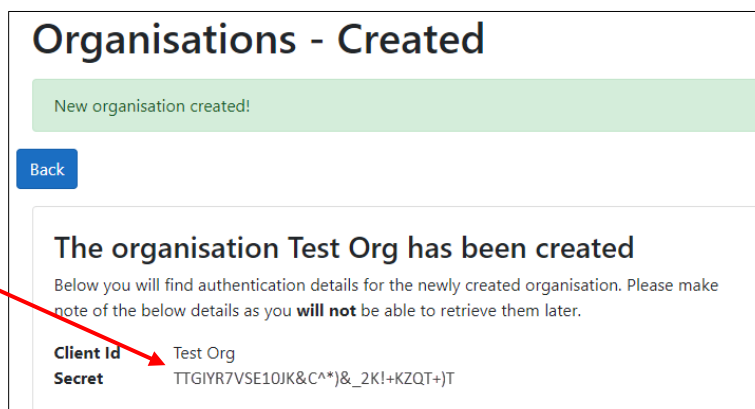 Organisations - Created
New organisation created!
Back
The organisation Test Org has been created
Below you will find authentication details for the newly created organisation. Please make
note of the below details as you will not be able to retrieve them later.
Client Id Test Org
Secret TTGIYR7VSE10JK&C^*)&_2K!+KZQT+)T